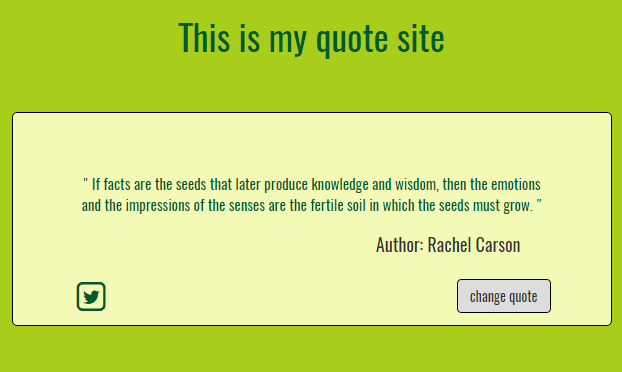 This is my quote site
" If facts are the seeds that later produce knowledge and wisdom, then the emotions
and the impressions of the senses are the fertile soil in which the seeds must grow. "
Author: Rachel Carson
change quote